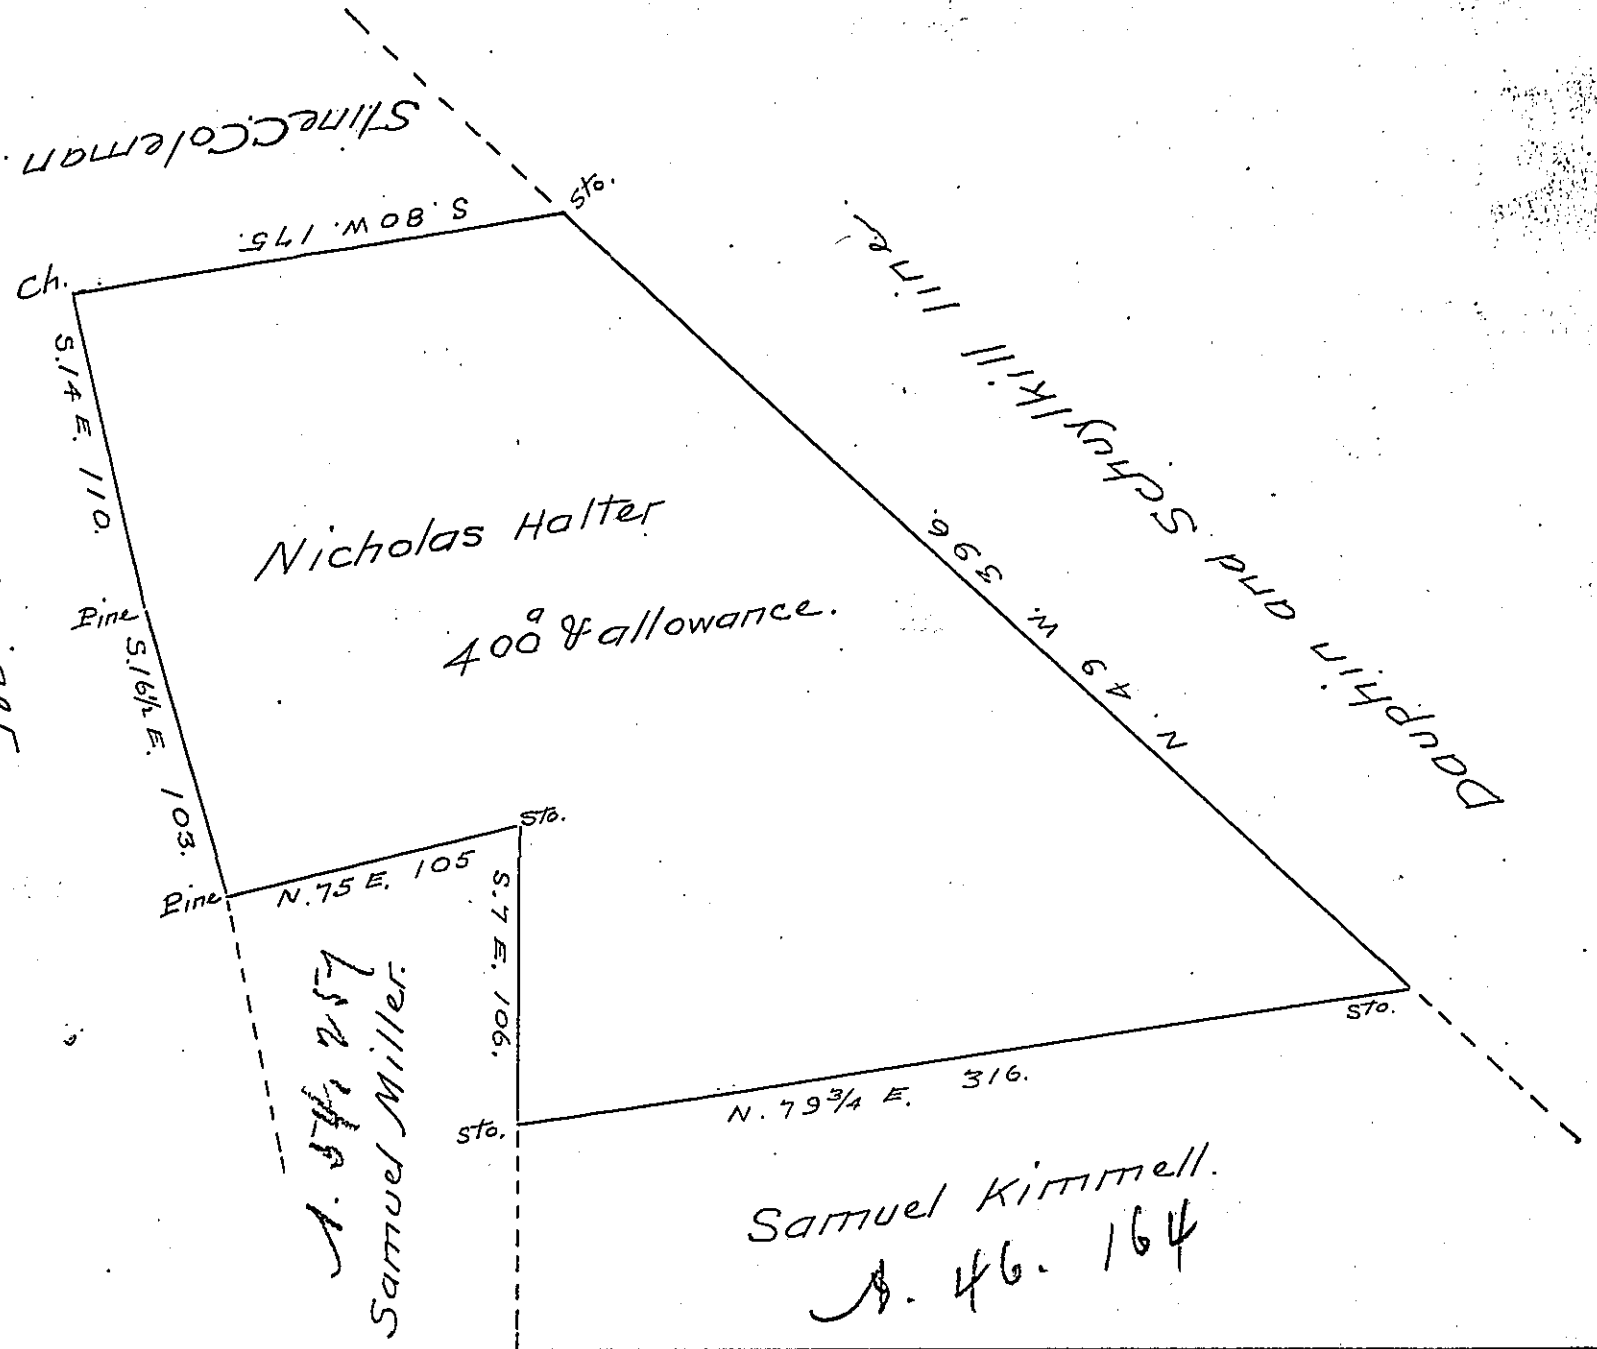 Stine C. Coleman.
S. 80 W. 175.
Sto.
Ch.
S. 14 E. 110.
Dauphin and Schuylkill line
N. 49 W. 396.
Nicholas Halter
400 a & allowance.
Pine
S. 16½ E. 103.
Sto.
Pine
N. 75 E. 105
S. 7 E. 106.
Samuel Miller.
Sto.
Sto.
N. 79¾ E. 316.
Samuel Kimmell.
A. 46. 164